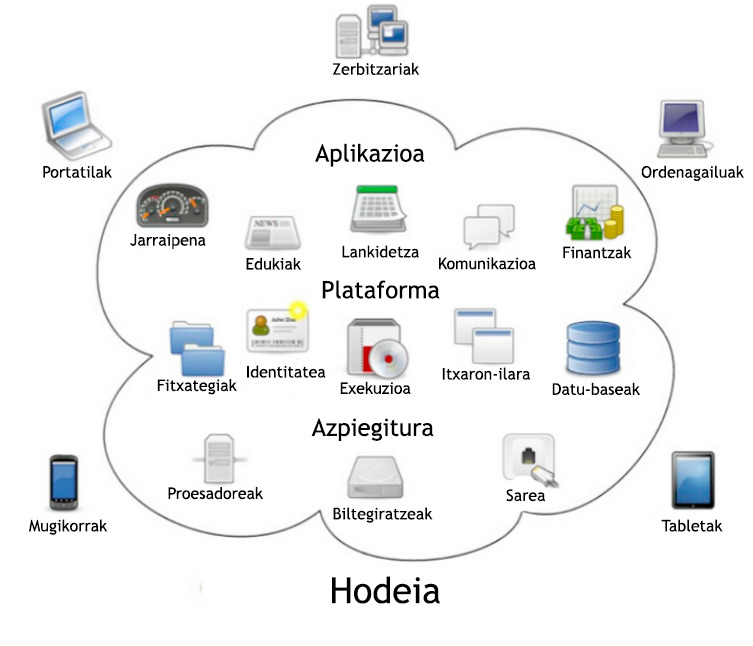 Zerbitzariak
Portatilak
Ordenagailuak
Aplikazioa
Jarraipena
NEWS
Edukiak
Lankidetza
Komunikazioa
Finantzak
Plataforma
Fitxategiak
John Doe
Identitatea
Exekuzioa
Itxaron-ilara
Datu-baseak
Azpiegitura
Proesadoreak
Biltegiratzeak
Sarea
Mugikorrak
Tabletak
Hodeia